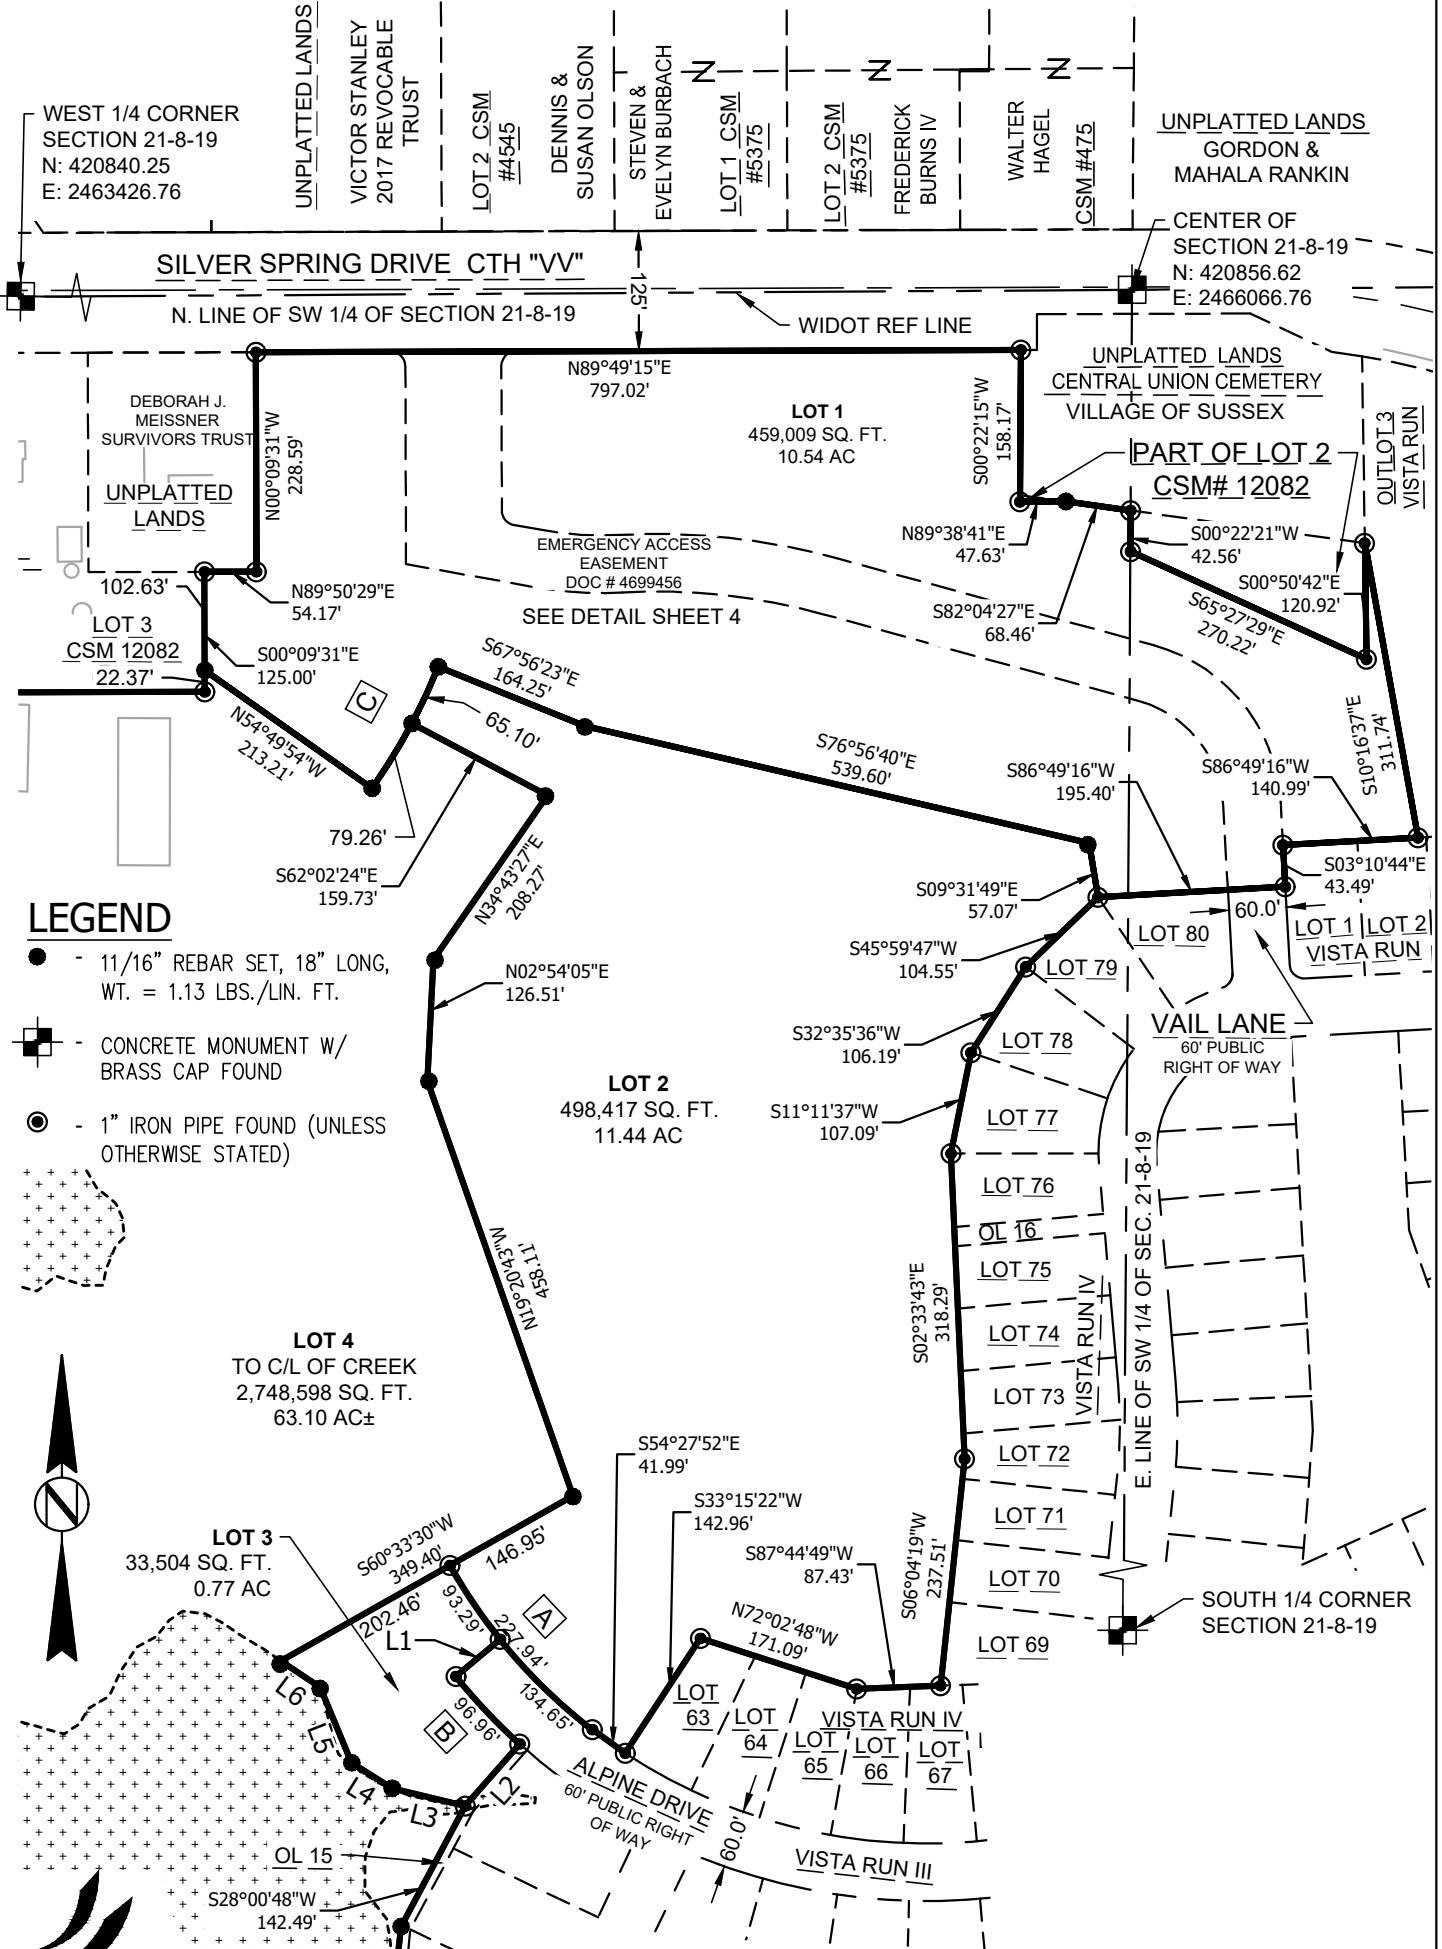 UNPLATTED LANDS
VICTOR STANLEY
2017 REVOCABLE
TRUST
LOT 2 CSM
#4545
DENNIS &
SUSAN OLSON
STEVEN &
EVELYN BURBACH
LOT 1 CSM
#5375
LOT 2 CSM
#5375
FREDERICK
BURNS IV
WALTER
HAGEL
CSM #475
UNPLATTED LANDS
GORDON &
MAHALA RANKIN
WEST 1/4 CORNER
SECTION 21-8-19
N: 420840.25
E: 2463426.76
CENTER OF
SECTION 21-8-19
N: 420856.62
E: 2466066.76
SILVER SPRING DRIVE CTH "VV"
125'
N. LINE OF SW 1/4 OF SECTION 21-8-19
WIDOT REF LINE
N89°49'15"E
797.02'
LOT 1
459,009 SQ. FT.
10.54 AC
S00°22'15"W
158.17'
UNPLATTED LANDS
CENTRAL UNION CEMETERY
VILLAGE OF SUSSEX
OUTLOT 3
VISTA RUN
PART OF LOT 2
CSM# 12082
DEBORAH J.
MEISSNER
SURVIVORS TRUST
UNPLATTED
LANDS
N00°09'31"W
228.59'
N89°38'41"E
47.63'
S00°22'21"W
42.56'
S00°50'42"E
120.92'
S82°04'27"E
68.46'
S65°27'29"E
270.22'
EMERGENCY ACCESS
EASEMENT
DOC # 4699456
SEE DETAIL SHEET 4
102.63'
N89°50'29"E
54.17'
LOT 3
CSM 12082
22.37'
S00°09'31"E
125.00'
N54°49'54"W
213.21'
C
S67°56'23"E
164.25'
65.10'
79.26'
S62°02'24"E
159.73'
S76°56'40"E
539.60'
S86°49'16"W
195.40'
S86°49'16"W
140.99'
S10°16'37"E
311.74'
S03°10'44"E
43.49'
60.0'
S09°31'49"E
57.07'
N34°43'27"E
208.27'
LEGEND
- 11/16" REBAR SET, 18" LONG,
WT. = 1.13 LBS./LIN. FT.
- CONCRETE MONUMENT W/
BRASS CAP FOUND
- 1" IRON PIPE FOUND (UNLESS
OTHERWISE STATED)
N02°54'05"E
126.51'
S45°59'47"W
104.55'
S32°35'36"W
106.19'
S11°11'37"W
107.09'
LOT 80
LOT 79
LOT 78
LOT 77
LOT 76
OL 16
LOT 75
LOT 74
LOT 73
LOT 72
LOT 71
LOT 70
LOT 69
LOT 1
LOT 2
VISTA RUN
VAIL LANE
60' PUBLIC
RIGHT OF WAY
LOT 2
498,417 SQ. FT.
11.44 AC
N19°20'43"W
458.11'
S02°33'43"E
318.29'
VISTA RUN IV
E. LINE OF SW 1/4 OF SEC. 21-8-19
LOT 4
TO C/L OF CREEK
2,748,598 SQ. FT.
63.10 AC±
N
S54°27'52"E
41.99'
S33°15'22"W
142.96'
S87°44'49"W
87.43'
S06°04'19"W
237.51'
SOUTH 1/4 CORNER
SECTION 21-8-19
LOT 3
33,504 SQ. FT.
0.77 AC
S60°33'30"W
349.40'
146.95'
202.46'
93.29'
227.94'
A
L1
134.65'
96.96'
B
N72°02'48"W
171.09'
L6
L5
L4
L3
L2
LOT
63
LOT
64
LOT
65
LOT
66
LOT
67
VISTA RUN IV
ALPINE DRIVE
60' PUBLIC RIGHT
OF WAY
60.0'
VISTA RUN III
OL 15
S28°00'48"W
142.49'